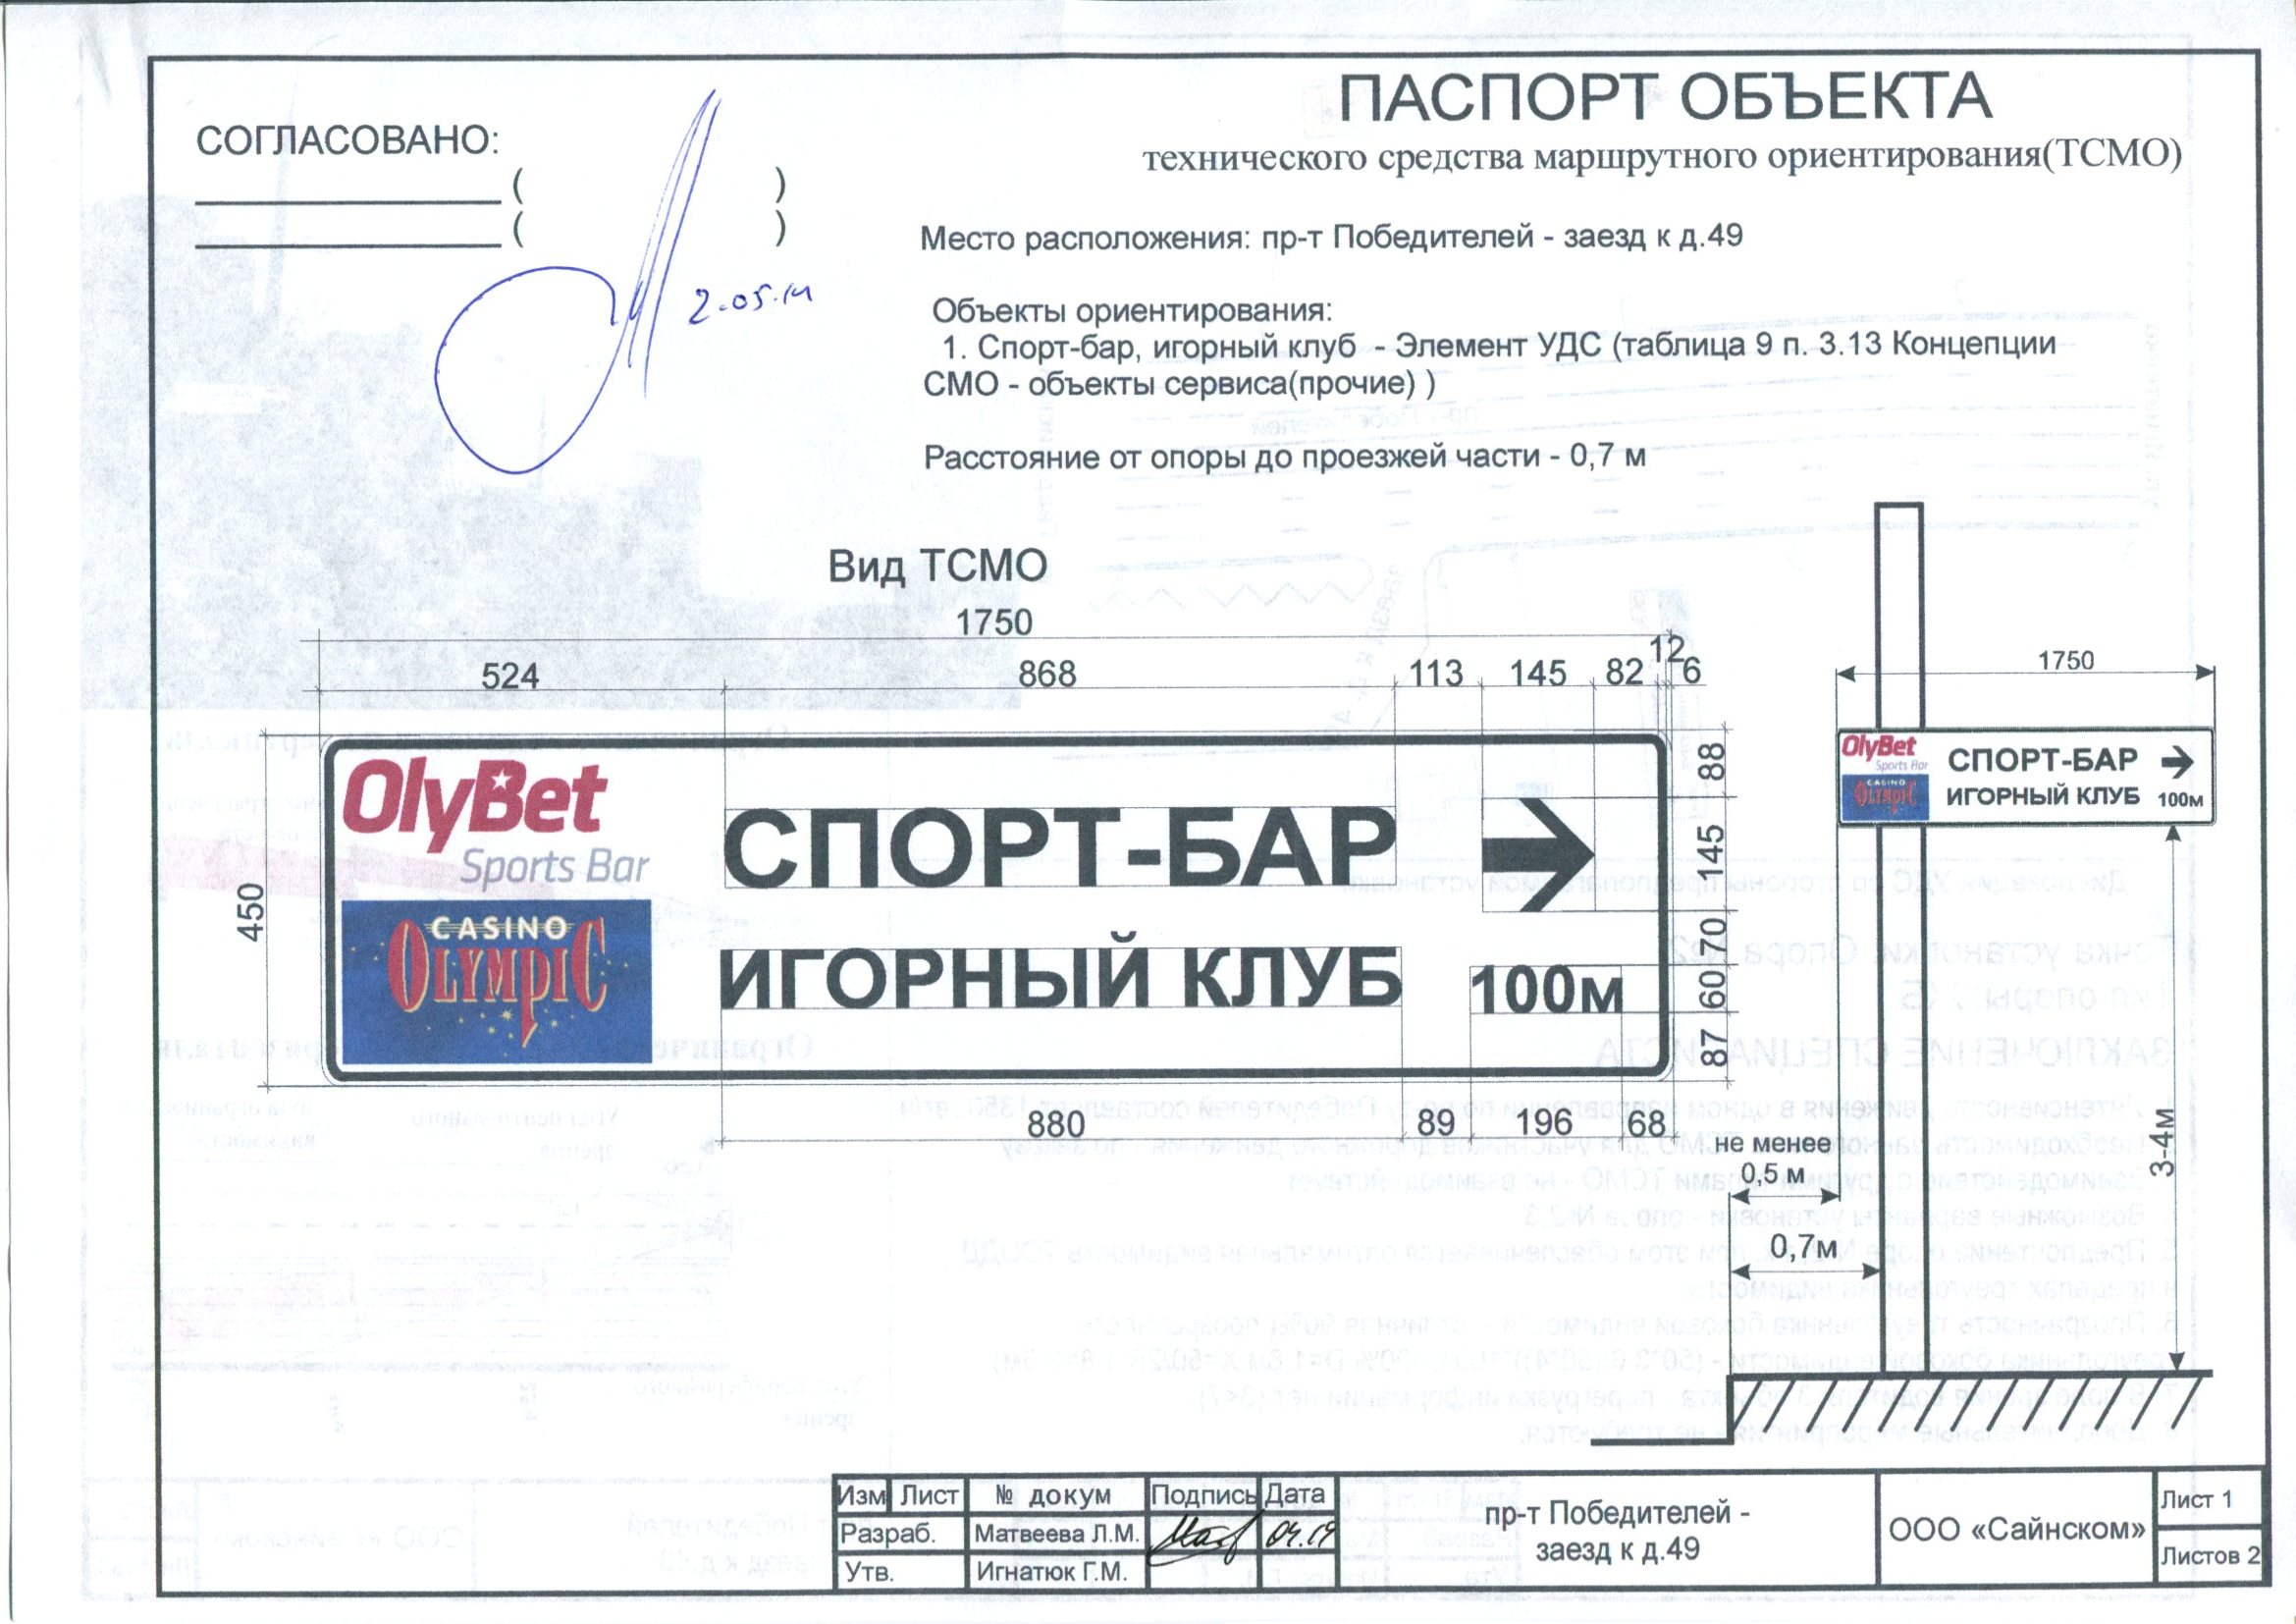 СОГЛАСОВАНО:
( )
( )
2.05.14
ПАСПОРТ ОБЪЕКТА
технического средства маршрутного ориентирования(ТСМО)
Место расположения: пр-т Победителей - заезд к д.49
Объекты ориентирования:
1. Спорт-бар, игорный клуб - Элемент УДС (таблица 9 п. 3.13 Концепции
СМО - объекты сервиса(прочие) )
Расстояние от опоры до проезжей части - 0,7 м
Вид ТСМО
1750
524 868 113 145 82 12 6
450
OlyBet
Sports Bar
CASINO
OLYMPIC
СПОРТ-БАР
ИГОРНЫЙ КЛУБ
100м
88
145
70
60
87
880 89 196 68
1750
OlyBet
Sports Bar
CASINO
OLYMPIC
СПОРТ-БАР
ИГОРНЫЙ КЛУБ 100м
3-4м
не менее
0,5 м
0,7м
Изм Лист № докум Подпись Дата
Разраб. Матвеева Л.М. 04.14
Утв. Игнатюк Г.М.
пр-т Победителей -
заезд к д.49
ООО «Сайнском»
Лист 1
Листов 2